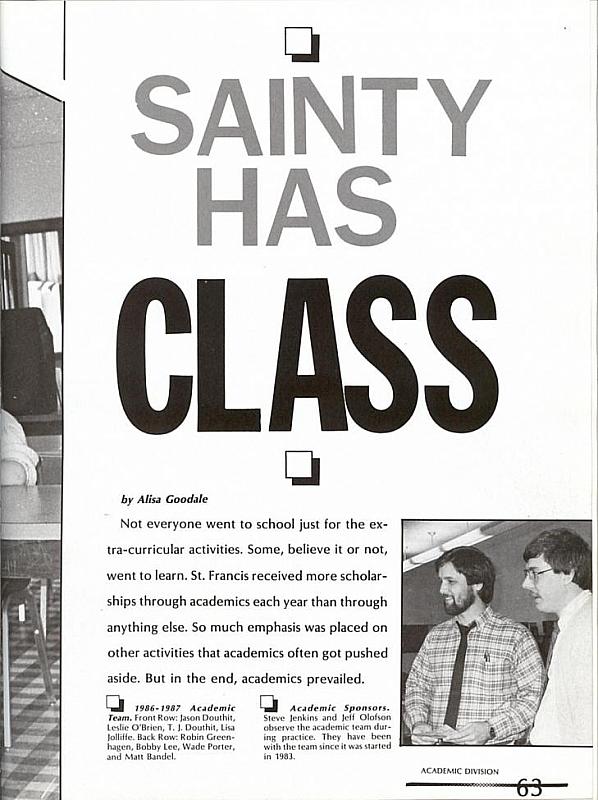 SAINTY
HAS
CLASS
by Alisa Goodale
Not everyone went to school just for the ex-
tra-curricular activities. Some, believe it or not,
went to learn. St. Francis received more scholar-
ships through academics each year than through
anything else. So much emphasis was placed on
other activities that academics often got pushed
aside. But in the end, academics prevailed.
1986-1987 Academic
Team. Front Row: Jason Douthit,
Leslie O'Brien, T. J. Douthit, Lisa
Jolliffe. Back Row: Robin Green-
hagen, Bobby Lee, Wade Porter,
and Matt Bandel.
Academic Sponsors.
Steve Jenkins and Jeff Olofson
observe the academic team dur-
ing practice. They have been
with the team since it was started
in 1983.
ACADEMIC DIVISION
63